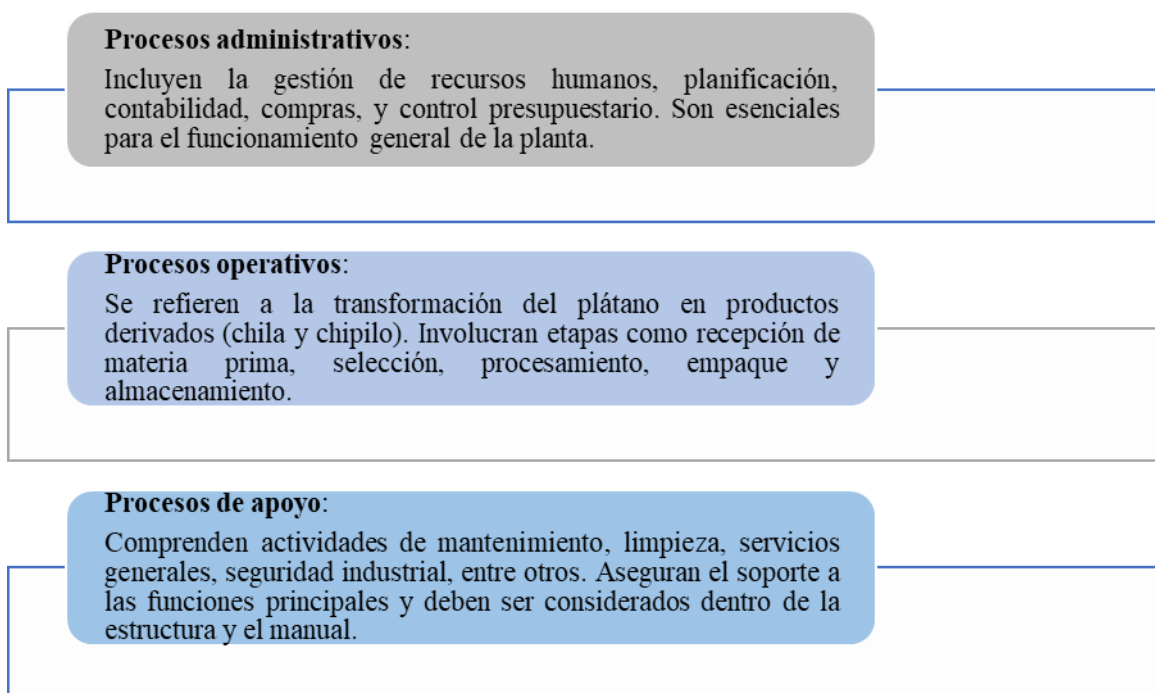 Procesos administrativos:
Incluyen la gestión de recursos humanos, planificación,
contabilidad, compras, y control presupuestario. Son esenciales
para el funcionamiento general de la planta.
Procesos operativos:
Se refieren a la transformación del plátano en productos
derivados (chila y chipilo). Involucran etapas como recepción de
materia prima, selección, procesamiento, empaque y
almacenamiento.
Procesos de apoyo:
Comprenden actividades de mantenimiento, limpieza, servicios
generales, seguridad industrial, entre otros. Aseguran el soporte a
las funciones principales y deben ser considerados dentro de la
estructura y el manual.